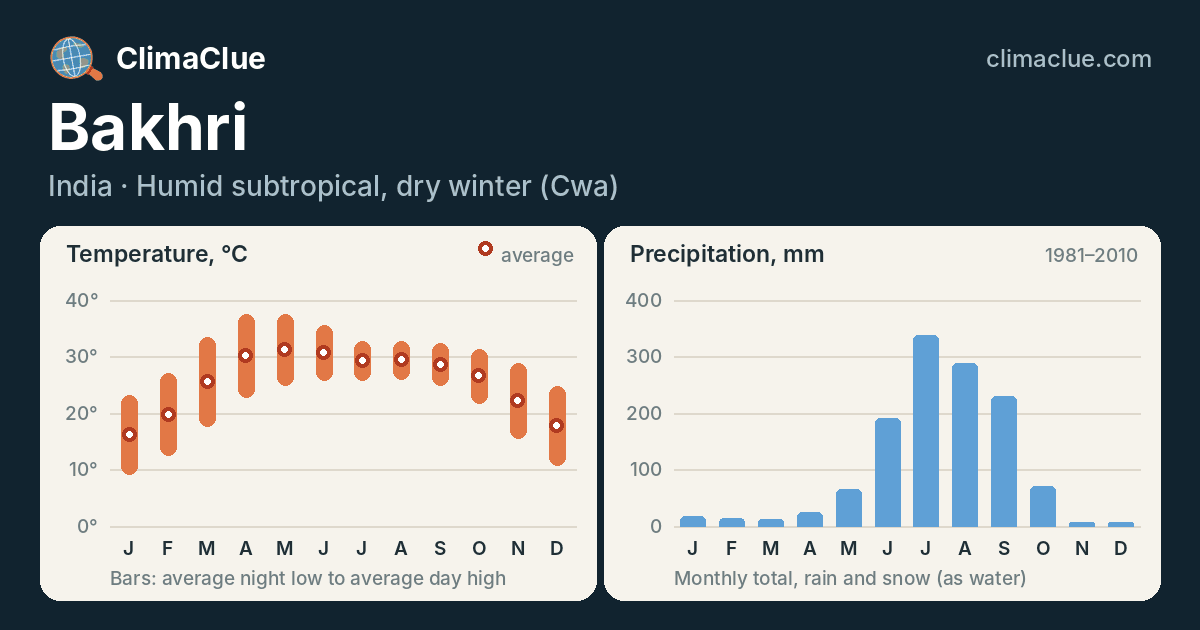 ClimaClue
climaclue.com
Bakhri
India · Humid subtropical, dry winter (Cwa)
Temperature, °C
average
40°
30°
20°
10°
0°
J F M A M J J A S O N D
Bars: average night low to average day high
Precipitation, mm
1981–2010
400
300
200
100
0
J F M A M J J A S O N D
Monthly total, rain and snow (as water)